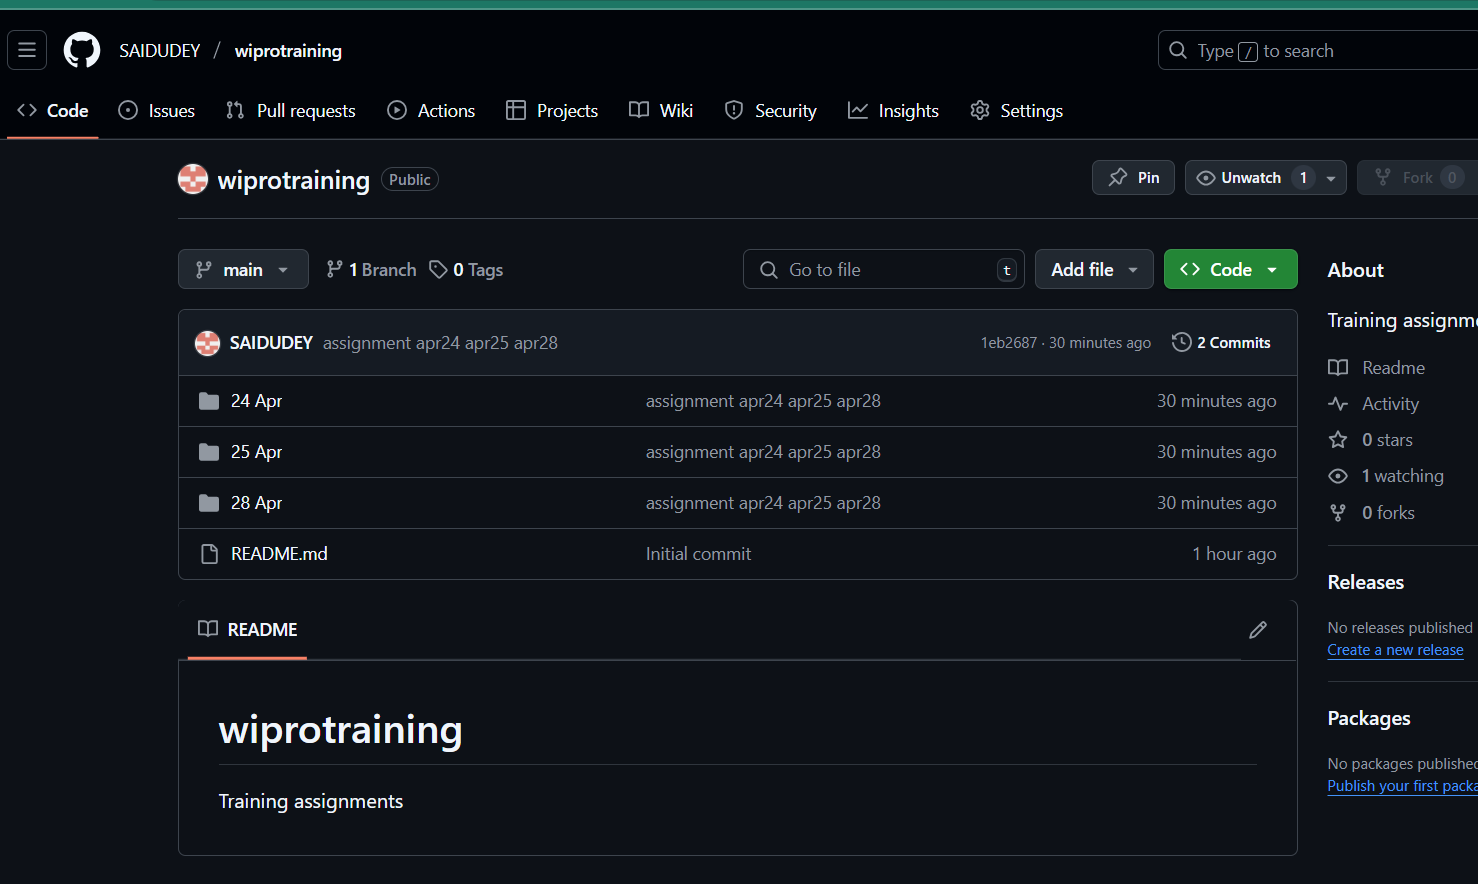 SAIDUDEY / wiprotraining
Type / to search
Code Issues Pull requests Actions Projects Wiki Security Insights Settings
wiprotraining Public
Pin Unwatch 1 Fork 0
main 1 Branch 0 Tags Go to file t Add file Code
SAIDUDEY assignment apr24 apr25 apr28 1eb2687 · 30 minutes ago 2 Commits
24 Apr assignment apr24 apr25 apr28 30 minutes ago
25 Apr assignment apr24 apr25 apr28 30 minutes ago
28 Apr assignment apr24 apr25 apr28 30 minutes ago
README.md Initial commit 1 hour ago
README
wiprotraining
Training assignments
About
Training assignme
Readme
Activity
0 stars
1 watching
0 forks
Releases
No releases published
Create a new release
Packages
No packages published
Publish your first packa